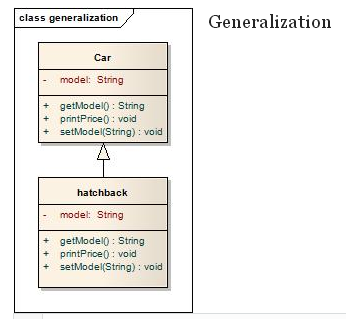 class generalization
Generalization
Car
- model: String
+ getModel() : String
+ printPrice() : void
+ setModel(String) : void
hatchback
- model: String
+ getModel() : String
+ printPrice() : void
+ setModel(String) : void